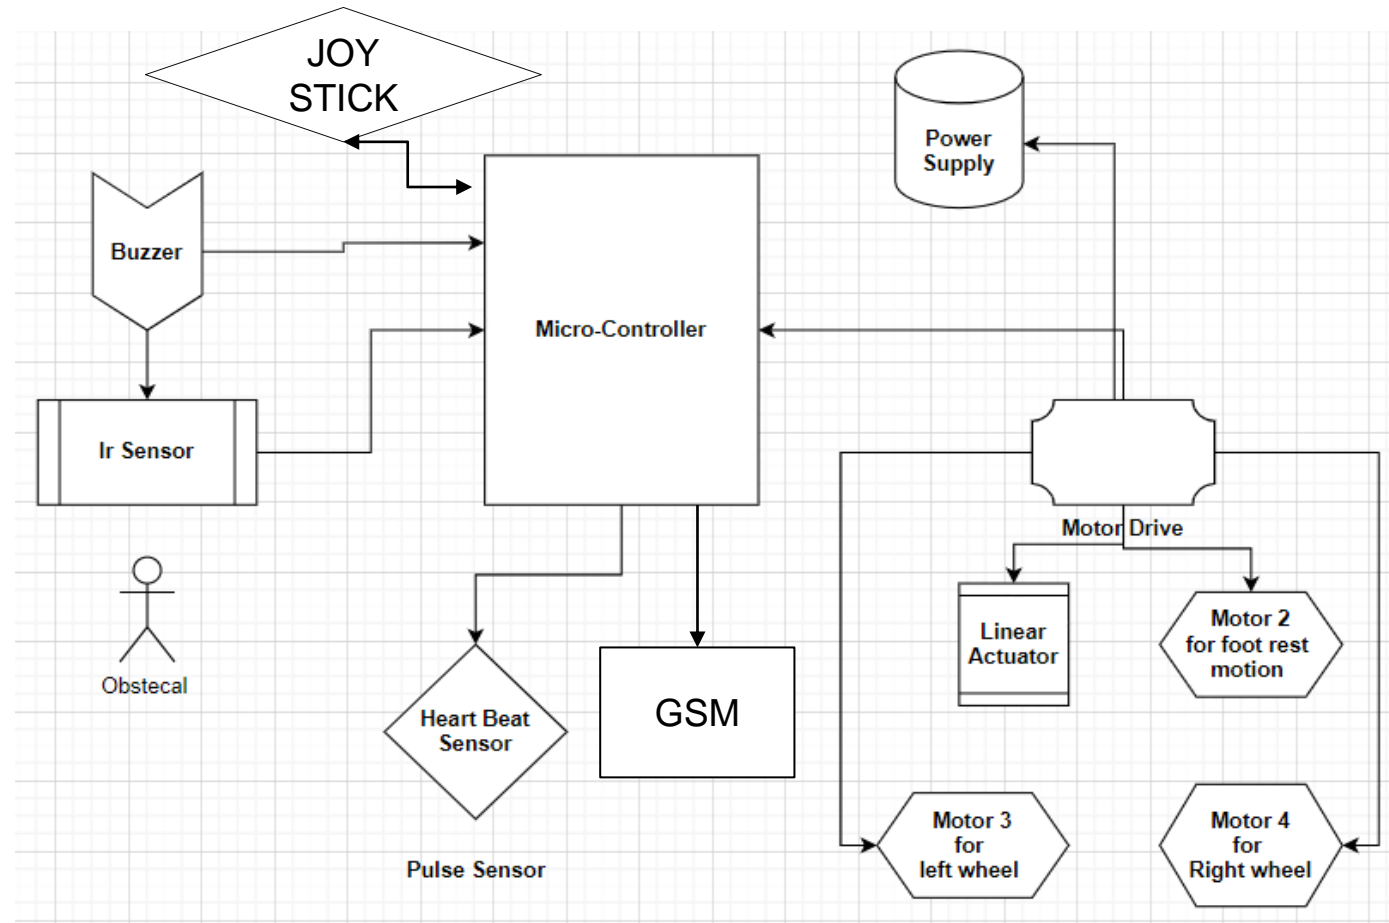 JOY
STICK
Power
Supply
Buzzer
Micro-Controller
Ir Sensor
Motor Drive
Linear
Actuator
Motor 2
for foot rest
motion
Obstecal
Heart Beat
Sensor
GSM
Motor 3
for
left wheel
Motor 4
for
Right wheel
Pulse Sensor